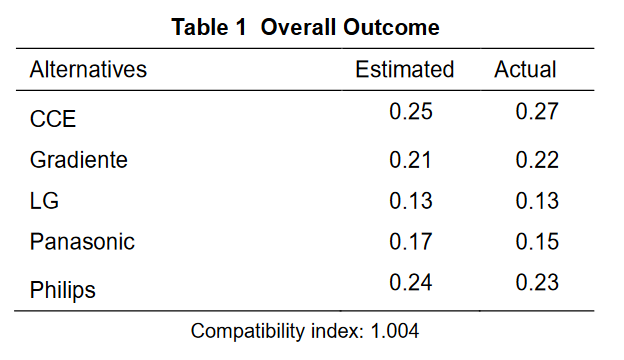 Table 1 Overall Outcome
Alternatives Estimated Actual
CCE 0.25 0.27
Gradiente 0.21 0.22
LG 0.13 0.13
Panasonic 0.17 0.15
Philips 0.24 0.23
Compatibility index: 1.004